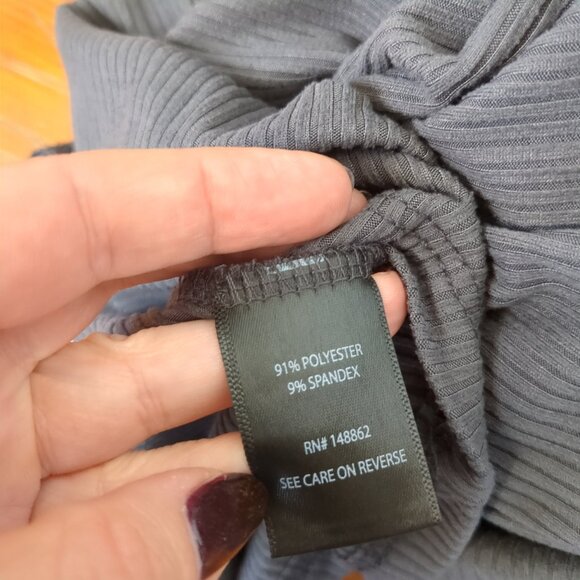 91% POLYESTER
9% SPANDEX
RN# 148862
SEE CARE ON REVERSE